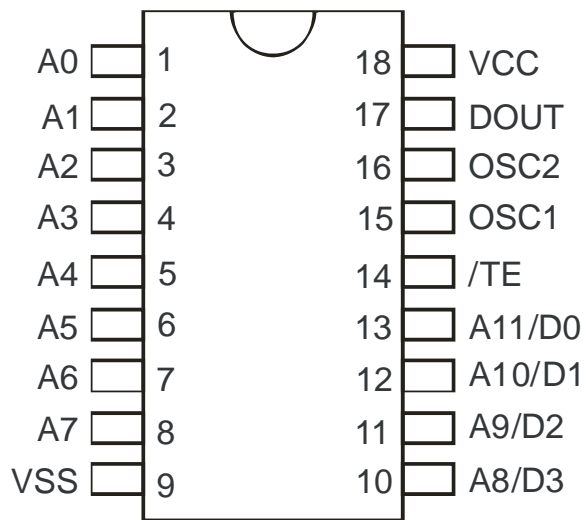 A0 1 18 VCC
A1 2 17 DOUT
A2 3 16 OSC2
A3 4 15 OSC1
A4 5 14 /TE
A5 6 13 A11/D0
A6 7 12 A10/D1
A7 8 11 A9/D2
VSS 9 10 A8/D3